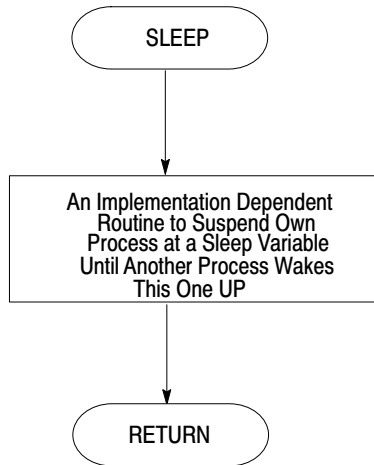 SLEEP
An Implementation Dependent
Routine to Suspend Own
Process at a Sleep Variable
Until Another Process Wakes
This One UP
RETURN